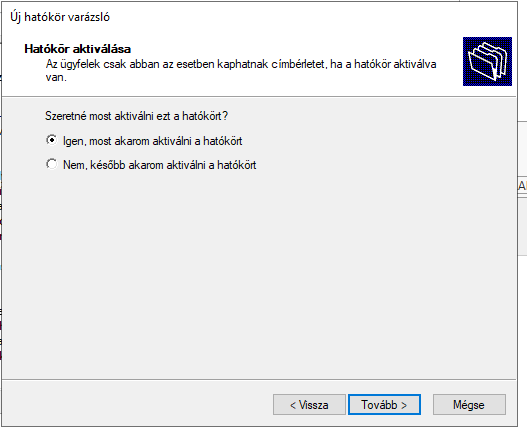 Új hatókör varázsló
Hatókör aktiválása
Az ügyfelek csak abban az esetben kaphatnak címbérletet, ha a hatókör aktiválva
van.
Szeretné most aktiválni ezt a hatókört?
Igen, most akarom aktiválni a hatókört
Nem, később akarom aktiválni a hatókört
< Vissza
Tovább >
Mégse